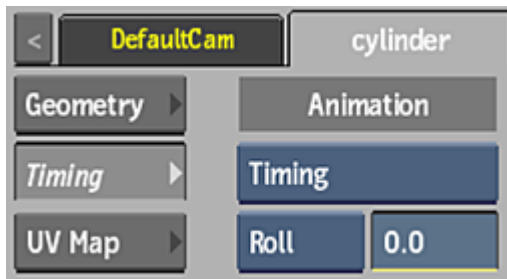 < DefaultCam cylinder
Geometry Animation
Timing Timing
UV Map Roll 0.0